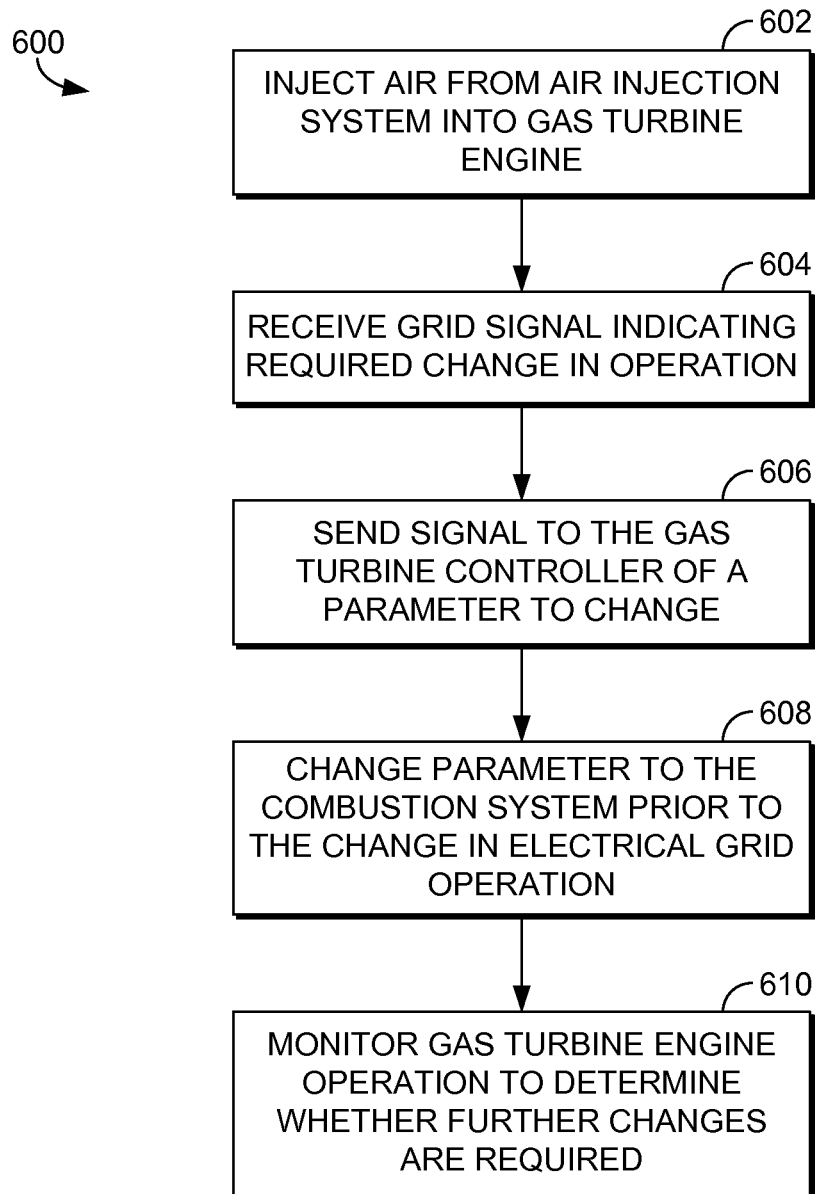 600
602
INJECT AIR FROM AIR INJECTION
SYSTEM INTO GAS TURBINE
ENGINE
604
RECEIVE GRID SIGNAL INDICATING
REQUIRED CHANGE IN OPERATION
606
SEND SIGNAL TO THE GAS
TURBINE CONTROLLER OF A
PARAMETER TO CHANGE
608
CHANGE PARAMETER TO THE
COMBUSTION SYSTEM PRIOR TO
THE CHANGE IN ELECTRICAL GRID
OPERATION
610
MONITOR GAS TURBINE ENGINE
OPERATION TO DETERMINE
WHETHER FURTHER CHANGES
ARE REQUIRED